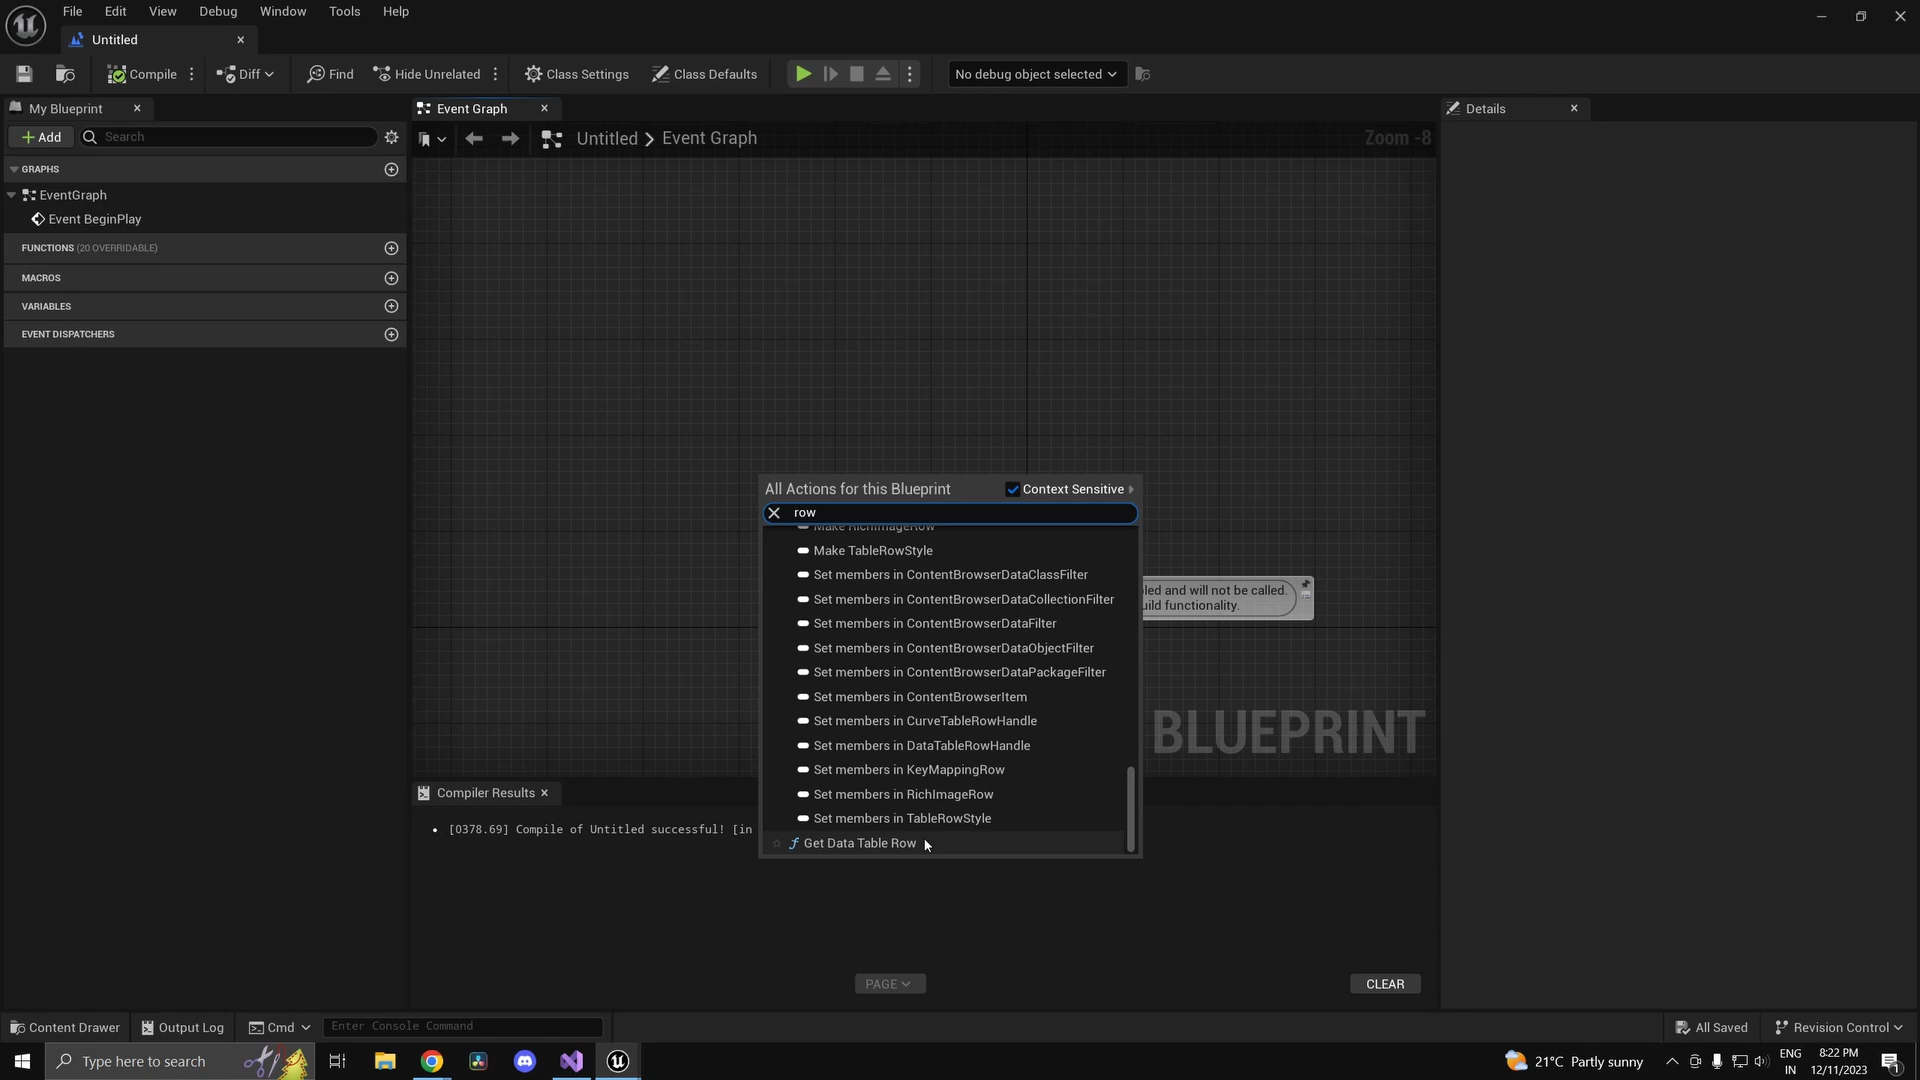 File Edit View Debug Window Tools Help
Untitled
Compile Diff Find Hide Unrelated Class Settings Class Defaults No debug object selected
My Blueprint Event Graph Details
Add Search Untitled > Event Graph Zoom -8
GRAPHS
EventGraph
Event BeginPlay
FUNCTIONS (20 OVERRIDABLE)
MACROS
VARIABLES
EVENT DISPATCHERS
All Actions for this Blueprint Context Sensitive
row
Make RichImageRow
Make TableRowStyle
Set members in ContentBrowserDataClassFilter
Set members in ContentBrowserDataCollectionFilter
Set members in ContentBrowserDataFilter
Set members in ContentBrowserDataObjectFilter
Set members in ContentBrowserDataPackageFilter
Set members in ContentBrowserItem
Set members in CurveTableRowHandle
Set members in DataTableRowHandle
Set members in KeyMappingRow
Set members in RichImageRow
Set members in TableRowStyle
Get Data Table Row
and will not be called.
functionality.
BLUEPRINT
Compiler Results
[0378.69] Compile of Untitled successful! [in
PAGE CLEAR
Content Drawer Output Log Cmd Enter Console Command All Saved Revision Control
Type here to search 21°C Partly sunny ENG IN 8:22 PM 12/11/2023 1